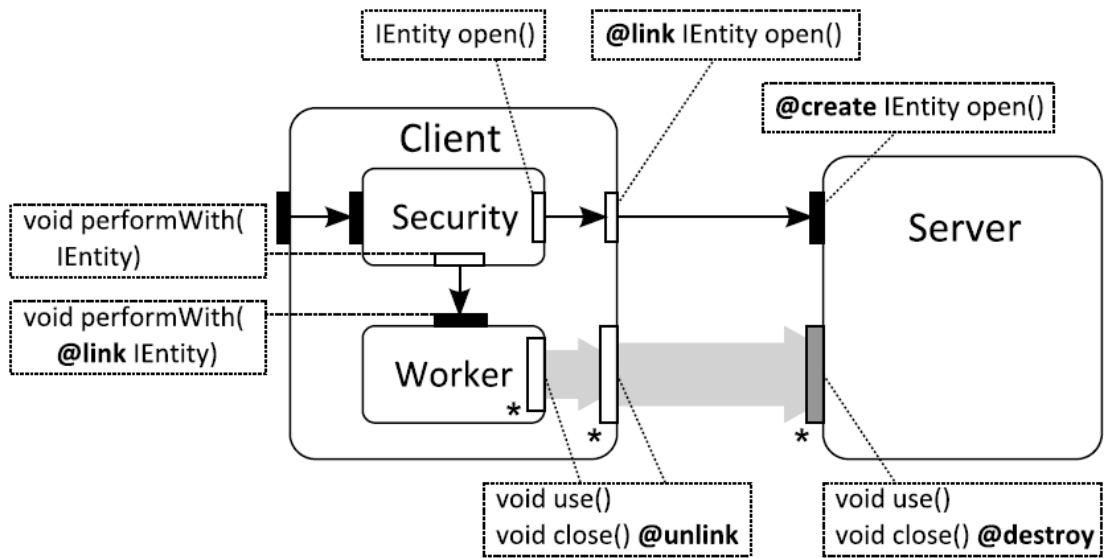 IEntity open()
@link IEntity open()
@create IEntity open()
Client
Security
Server
void performWith(
IEntity)
void performWith(
@link IEntity)
Worker
*
*
*
void use()
void close() @unlink
void use()
void close() @destroy